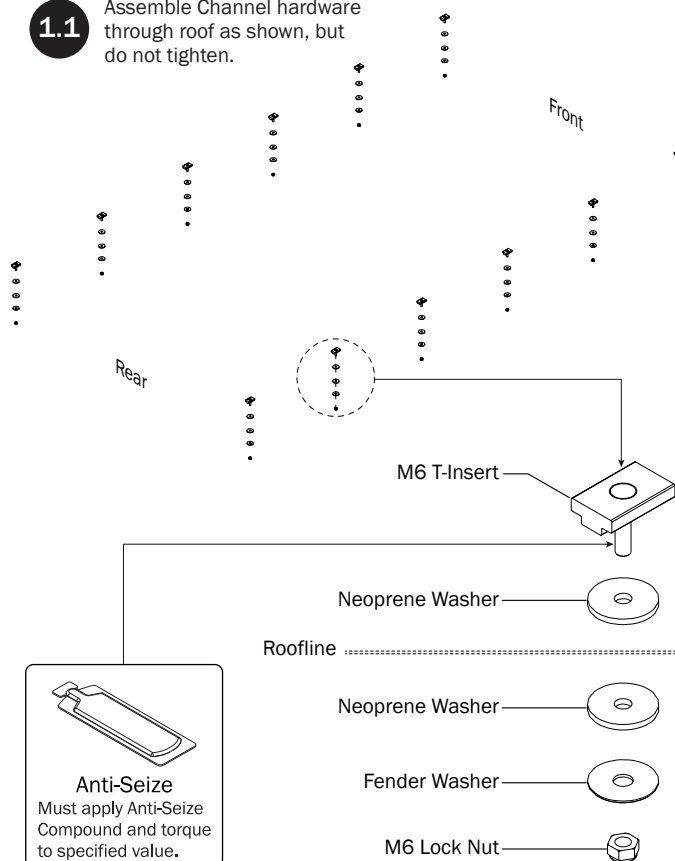 1.1
Assemble Channel hardware
through roof as shown, but
do not tighten.
Front
Rear
M6 T-Insert
Neoprene Washer
Roofline
Neoprene Washer
Fender Washer
M6 Lock Nut
Anti-Seize
Must apply Anti-Seize
Compound and torque
to specified value.